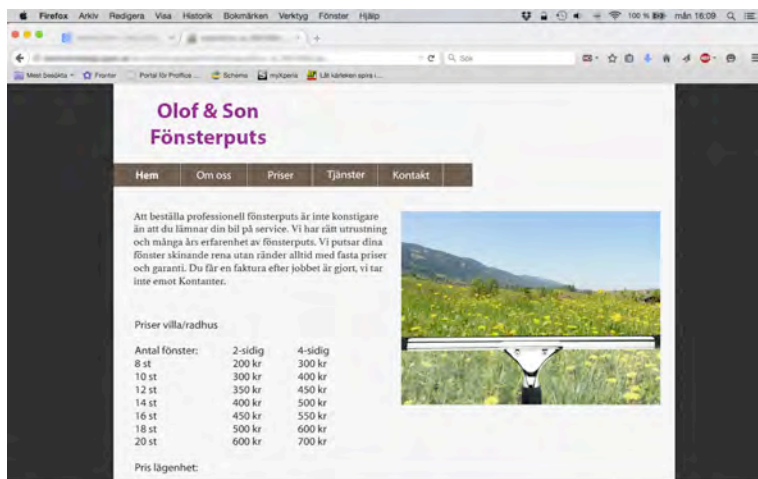 Firefox Arkiv Redigera Visa Historik Bokmärken Verktyg Fönster Hjälp 100 % mån 16:09
Sök
Mest besökta Fronter Portal för Proffice ... Schema myXperia Låt kärleken spira i...
Olof & Son
Fönsterputs
Hem Om oss Priser Tjänster Kontakt
Att beställa professionell fönsterputs är inte konstigare
än att du lämnar din bil på service. Vi har rätt utrustning
och många års erfarenhet av fönsterputs. Vi putsar dina
fönster skinande rena utan ränder alltid med fasta priser
och garanti. Du får en faktura efter jobbet är gjort, vi tar
inte emot Kontanter.
Priser villa/radhus
Antal fönster: 2-sidig 4-sidig
8 st 200 kr 300 kr
10 st 300 kr 400 kr
12 st 350 kr 450 kr
14 st 400 kr 500 kr
16 st 450 kr 550 kr
18 st 500 kr 600 kr
20 st 600 kr 700 kr
Pris lägenhet: